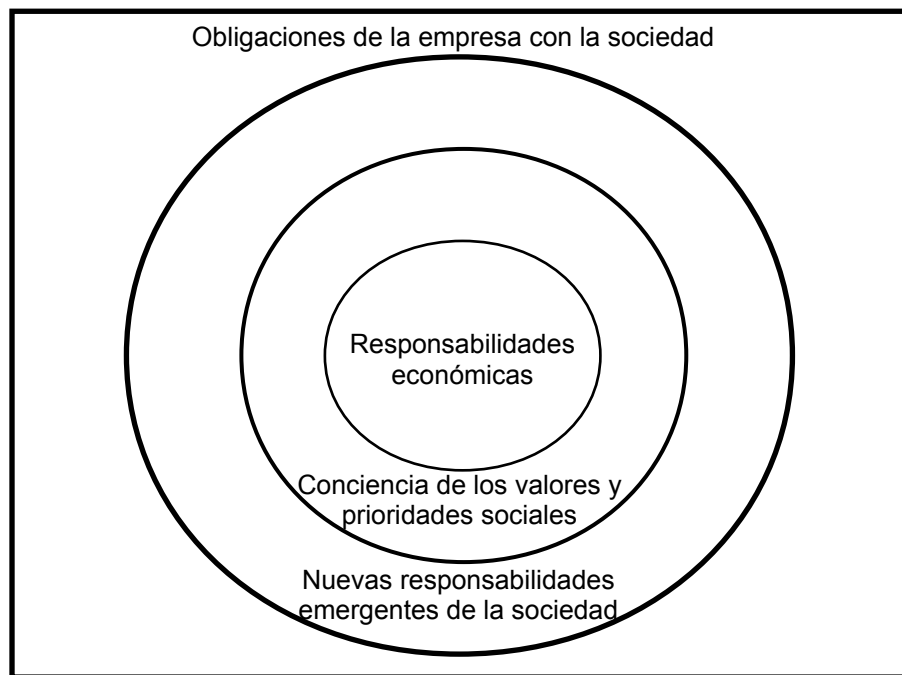 Obligaciones de la empresa con la sociedad
Responsabilidades
económicas
Conciencia de los valores y
prioridades sociales
Nuevas responsabilidades
emergentes de la sociedad